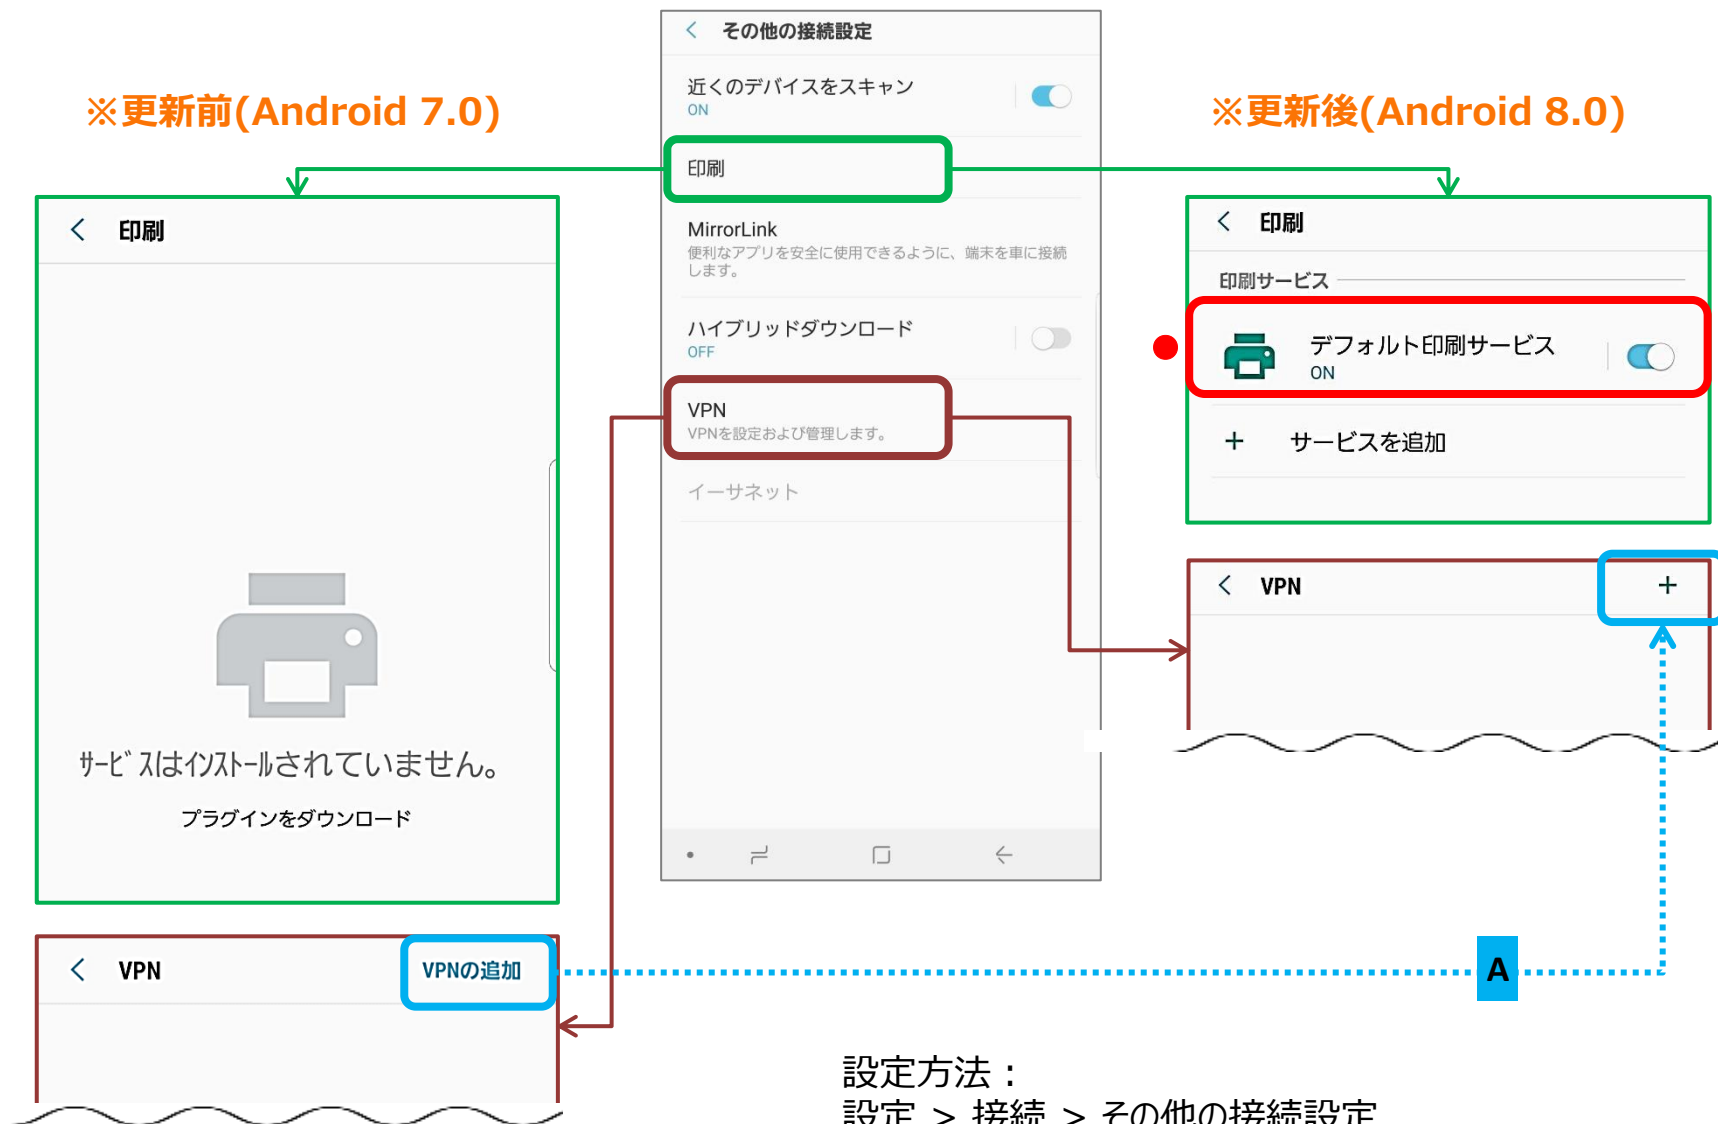 ※更新前(Android 7.0)
※更新後(Android 8.0)
その他の接続設定
近くのデバイスをスキャン
ON
印刷
MirrorLink
便利なアプリを安全に使用できるように、端末を車に接続
します。
ハイブリッドダウンロード
OFF
VPN
VPNを設定および管理します。
イーサネット
印刷
サービスはインストールされていません。
プラグインをダウンロード
VPN
VPNの追加
印刷
印刷サービス
デフォルト印刷サービス
ON
+ サービスを追加
VPN +
A
設定方法：
設定 > 接続 > その他の接続設定